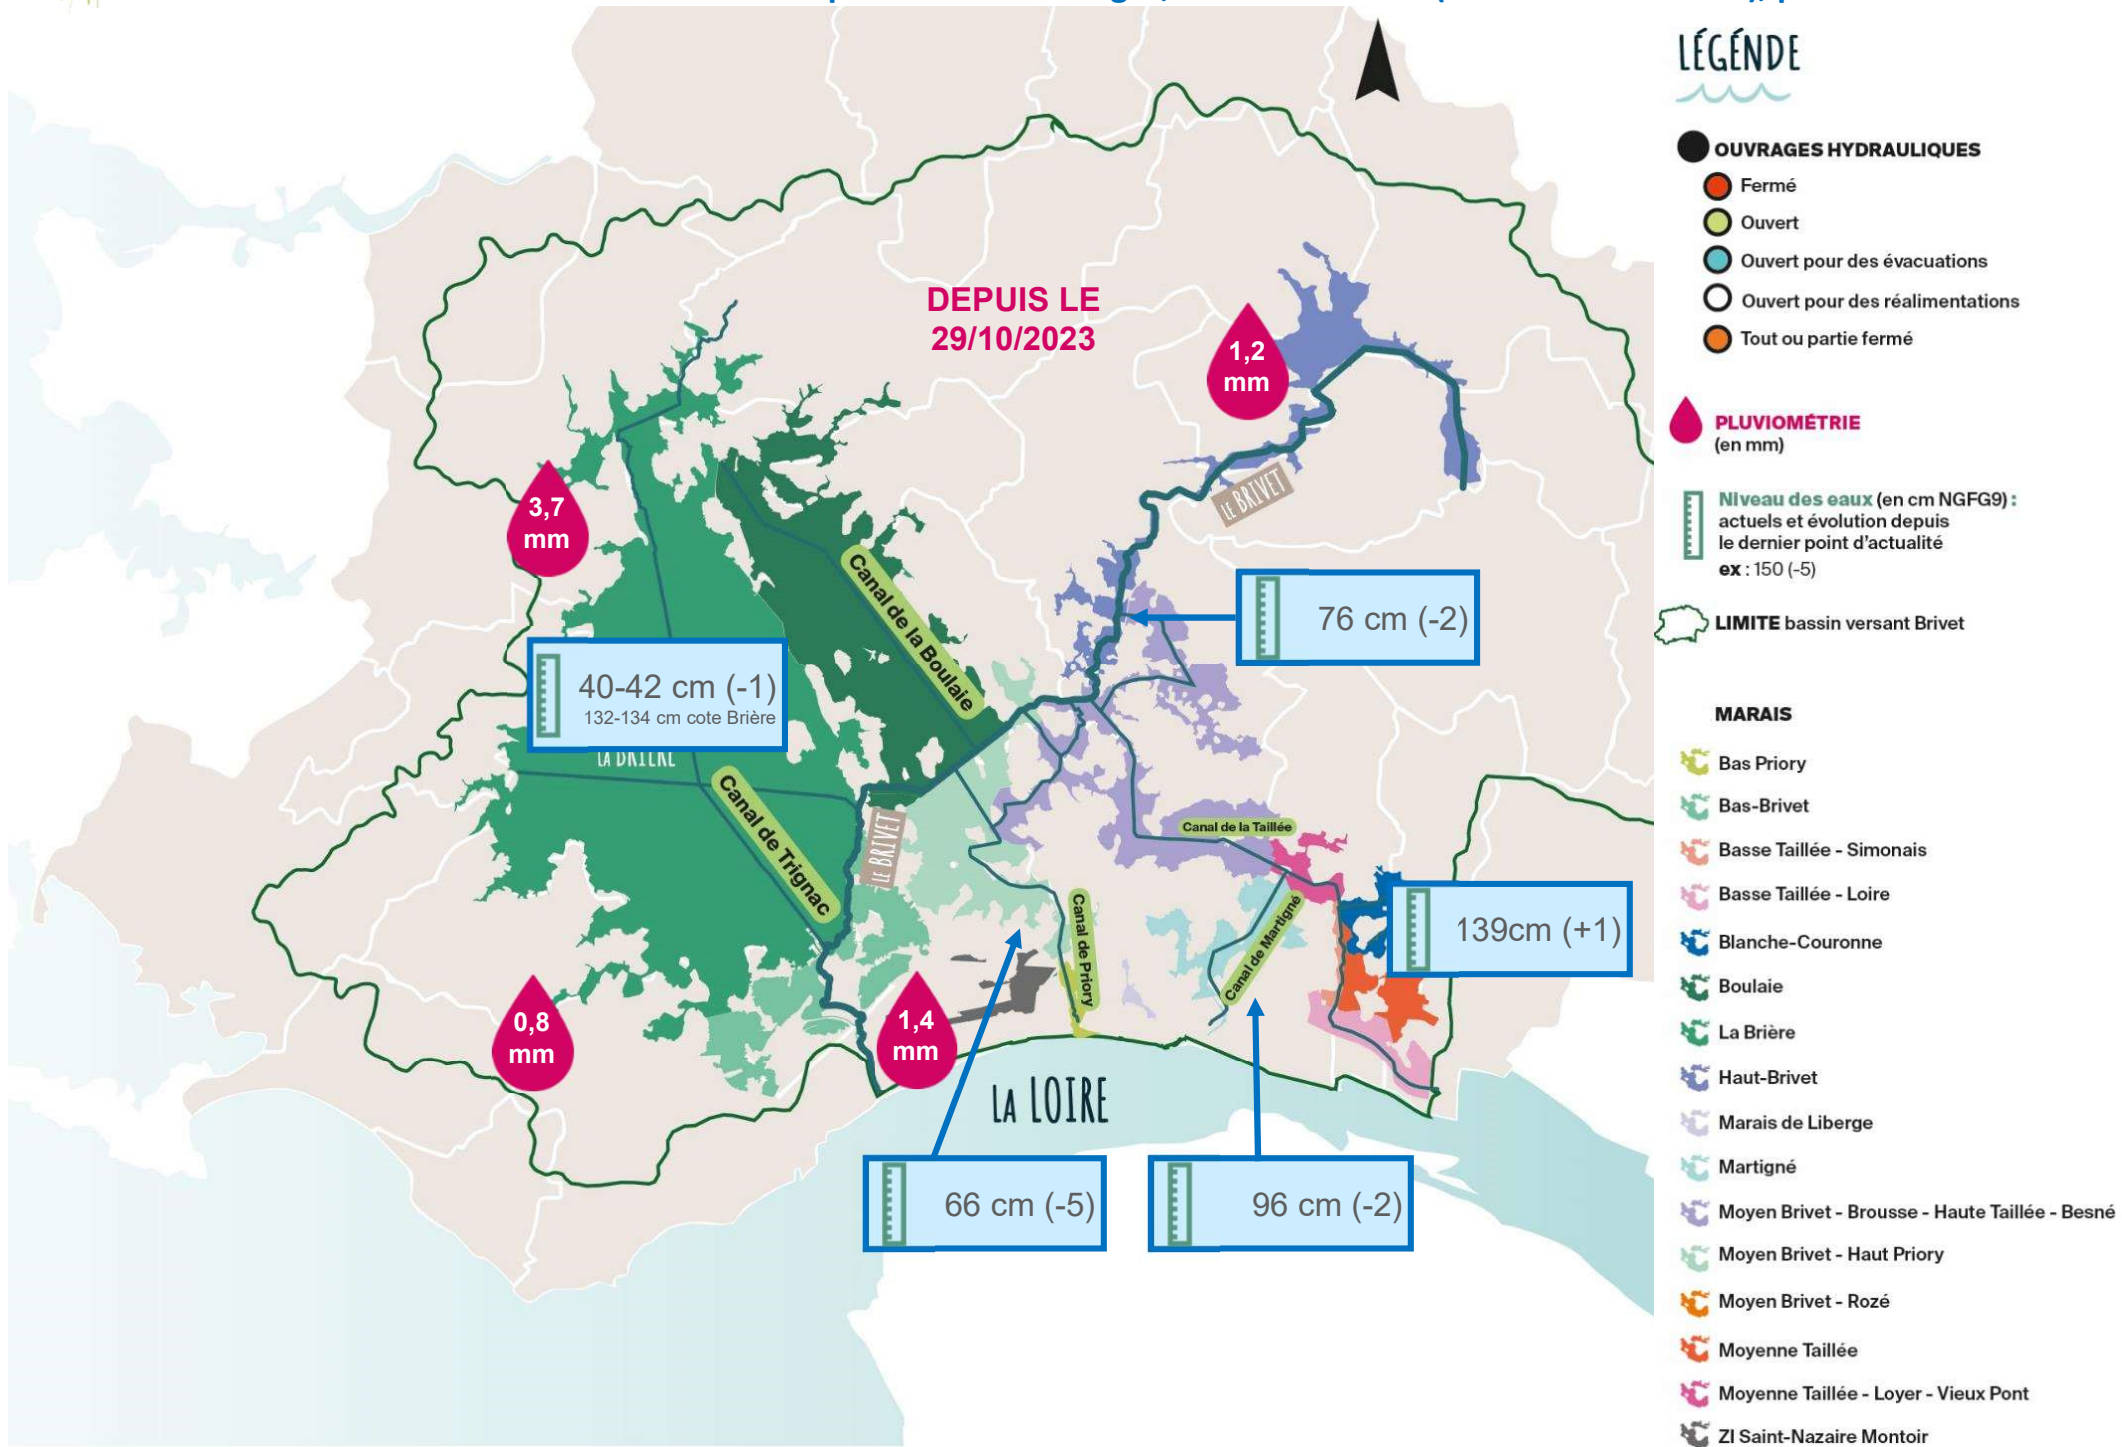 DEPUIS LE
29/10/2023
1,2
mm
3,7
mm
0,8
mm
1,4
mm
LE BRIVET
LE BRIVET
Canal de la Boulaie
Canal de Trignac
Canal de la Taillée
Canal de Priory
Canal de Martigné
76 cm (-2)
40-42 cm (-1)
132-134 cm cote Brière
LA BRIÈRE
139cm (+1)
66 cm (-5)
96 cm (-2)
LA LOIRE
LÉGÉNDE
OUVRAGES HYDRAULIQUES
Fermé
Ouvert
Ouvert pour des évacuations
Ouvert pour des réalimentations
Tout ou partie fermé
PLUVIOMÉTRIE
(en mm)
Niveau des eaux (en cm NGFG9) :
actuels et évolution depuis
le dernier point d'actualité
ex : 150 (-5)
LIMITE bassin versant Brivet
MARAIS
Bas Priory
Bas-Brivet
Basse Taillée - Simonais
Basse Taillée - Loire
Blanche-Couronne
Boulaie
La Brière
Haut-Brivet
Marais de Liberge
Martigné
Moyen Brivet - Brousse - Haute Taillée - Besné
Moyen Brivet - Haut Priory
Moyen Brivet - Rozé
Moyenne Taillée
Moyenne Taillée - Loyer - Vieux Pont
ZI Saint-Nazaire Montoir